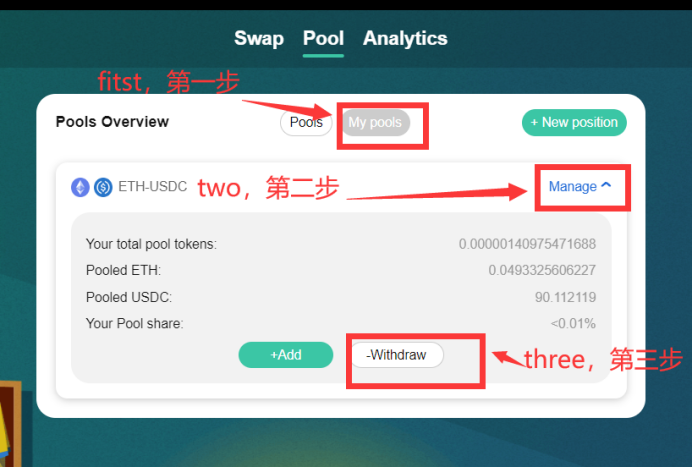 Swap Pool Analytics
fitst，第一步
Pools Overview Pools My pools + New position
ETH-USDC two，第二步 Manage
Your total pool tokens: 0.00000140975471688
Pooled ETH: 0.0493325606227
Pooled USDC: 90.112119
Your Pool share: <0.01%
+Add -Withdraw three，第三步